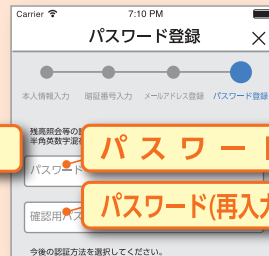 Carrier 7:10 PM
パスワード登録
本人情報入力 暗証番号入力 メールアドレス登録 パスワード登録
残高照会等の
半角英数字混
パスワード
パスワー
確認用パス
パスワード(再入
今後の認証方法を選択してください。